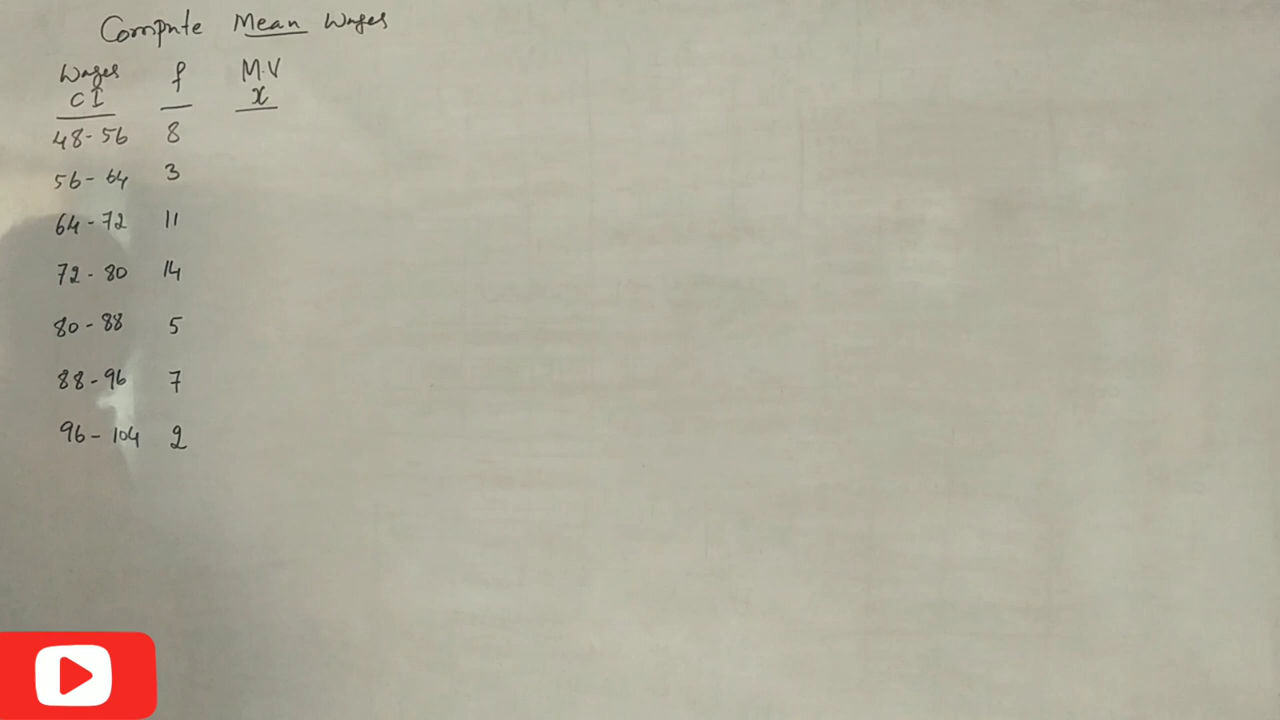 Compute Mean Wages
Wages f M.V
CI x
48-56 8
56-64 3
64-72 11
72-80 14
80-88 5
88-96 7
96-104 2